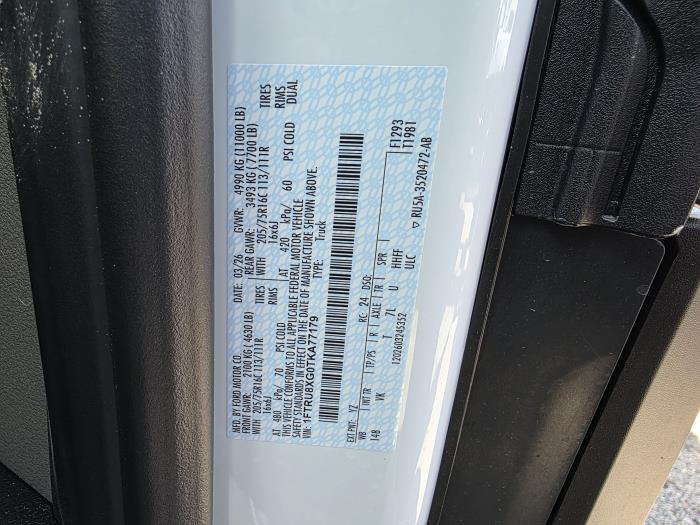 MFD. BY FORD MOTOR CO. DATE: 03/26 GVWR: 4990 KG (11000 LB)
FRONT GAWR: 2100 KG (4630 LB) REAR GAWR: 3493 KG (7700 LB)
205/75R16C 113/111R TIRES WITH 205/75R16C 113/111R TIRES
16x6J RIMS 16x6J RIMS
AT 480 kPa/ 70 PSI COLD AT 420 kPa/ 60 PSI COLD DUAL
THIS VEHICLE CONFORMS TO ALL APPLICABLE FEDERAL MOTOR VEHICLE
SAFETY STANDARDS IN EFFECT ON THE DATE OF MANUFACTURE SHOWN ABOVE.
VIN: 1FTRU8XG0TKA77179 TYPE: Truck
EXT PNT: YZ RC: 24 DSO: F1293
WB INT TR TP/PS R AXLE TR SPR T1981
148 VK T 7L U HHFF
ULC
1202603245352 RU5A-3520472-AB